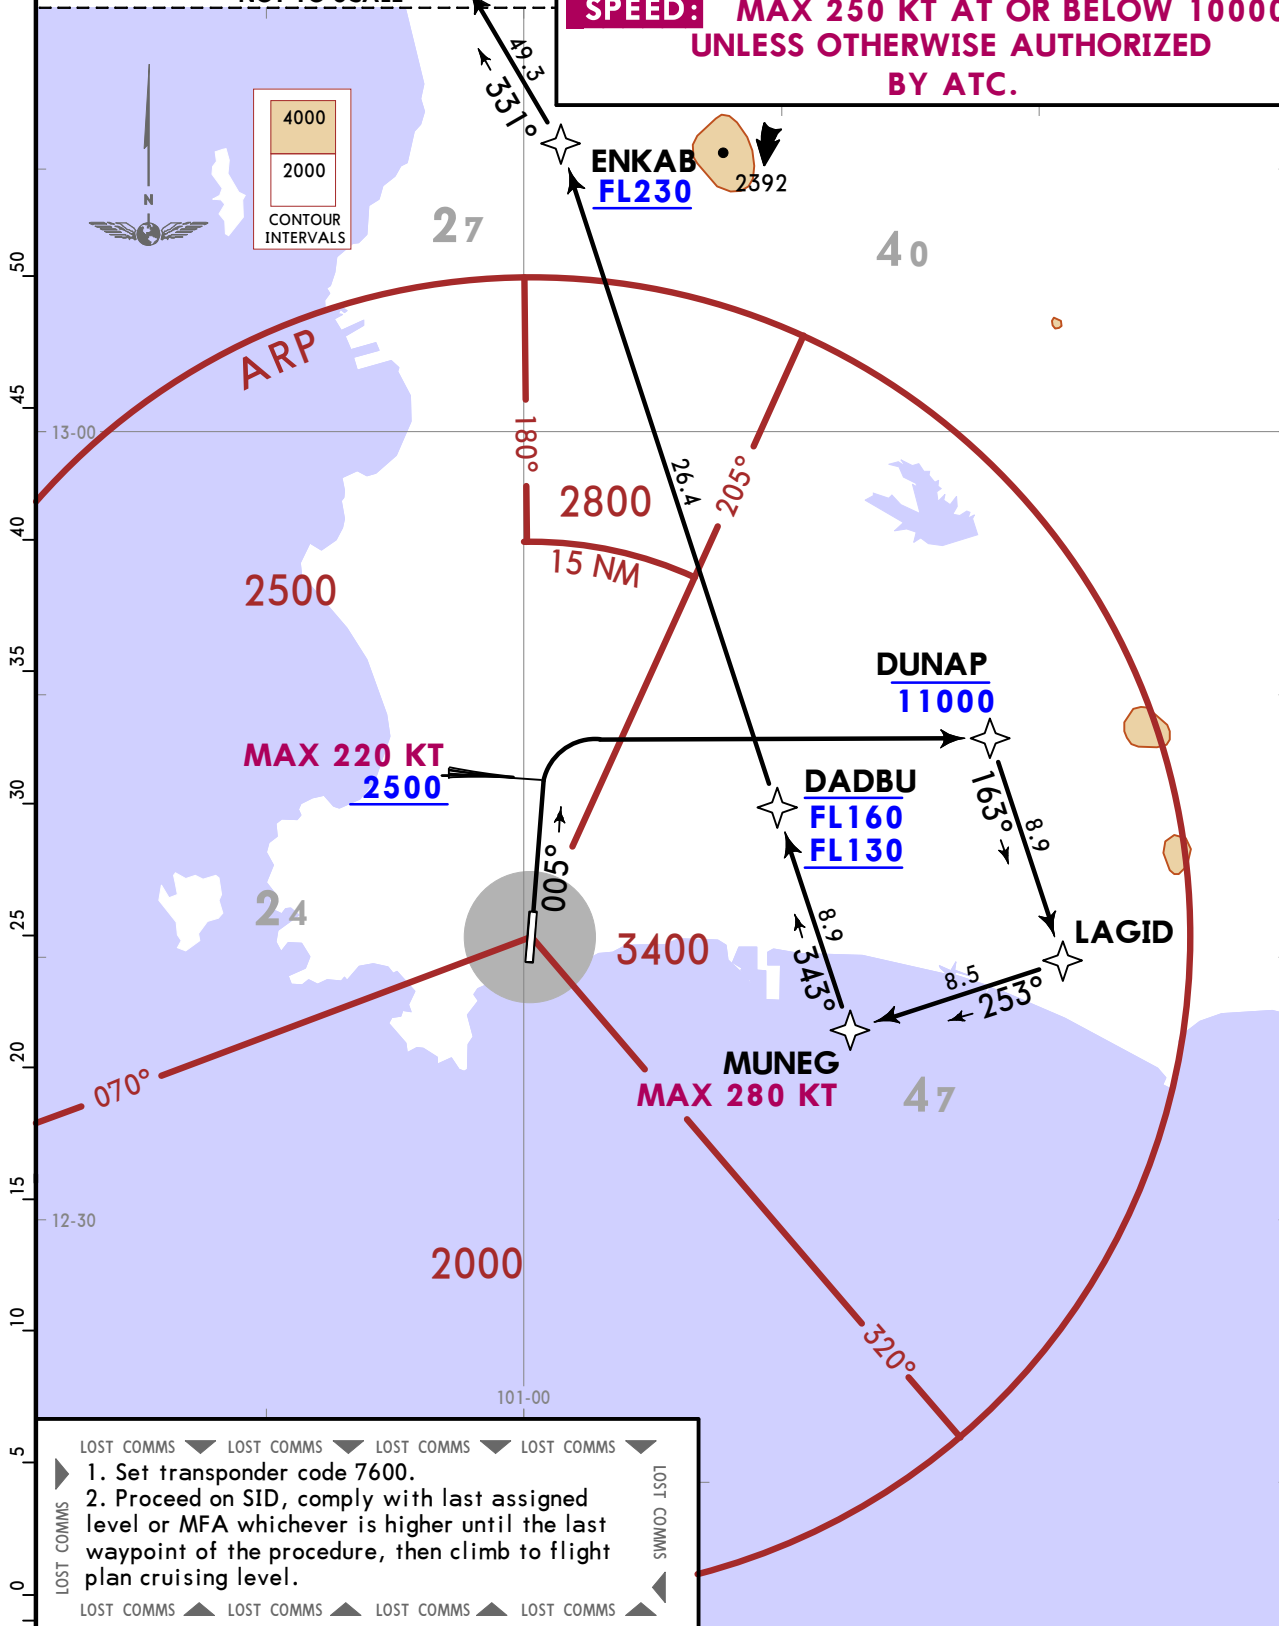 NOT TO SCALE
SPEED: MAX 250 KT AT OR BELOW 10000
UNLESS OTHERWISE AUTHORIZED
BY ATC.
49.3
331°
4000
2000
CONTOUR
INTERVALS
N
ENKAB
FL230
2392
27
40
50
ARP
45
13-00
180°
26.4
205°
2800
40
15 NM
2500
35
DUNAP
11000
MAX 220 KT
2500
30
DADBU
FL160
FL130
163°
8.9
005°
24
25
3400
8.9
343°
LAGID
8.5
253°
20
MUNEG
MAX 280 KT
47
070°
15
12-30
2000
10
320°
101-00
5
0
LOST COMMS LOST COMMS LOST COMMS LOST COMMS
LOST COMMS
1. Set transponder code 7600.
2. Proceed on SID, comply with last assigned
level or MFA whichever is higher until the last
waypoint of the procedure, then climb to flight
plan cruising level.
LOST COMMS
LOST COMMS LOST COMMS LOST COMMS LOST COMMS